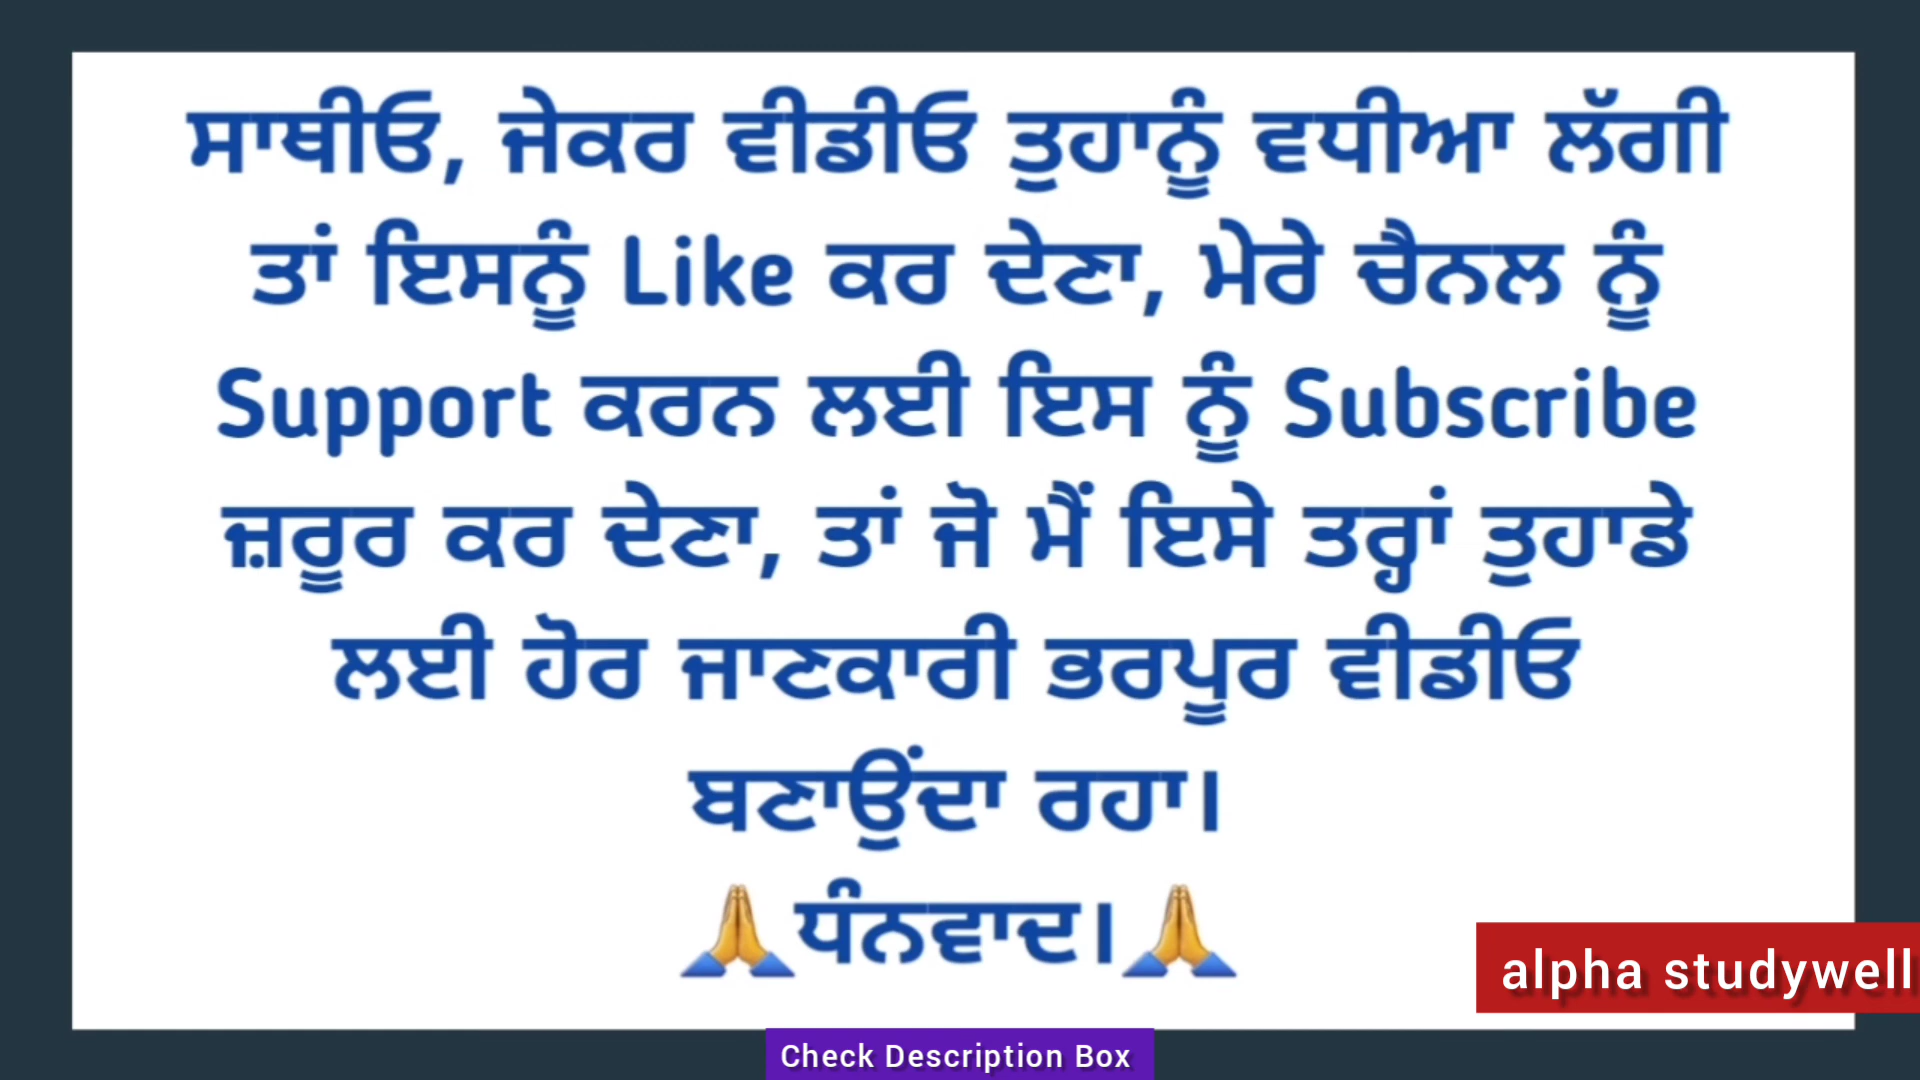 ਸਾਥੀਓ, ਜੇਕਰ ਵੀਡੀਓ ਤੁਹਾਨੂੰ ਵਧੀਆ ਲੱਗੀ
ਤਾਂ ਇਸਨੂੰ Like ਕਰ ਦੇਣਾ, ਮੇਰੇ ਚੈਨਲ ਨੂੰ
Support ਕਰਨ ਲਈ ਇਸ ਨੂੰ Subscribe
ਜ਼ਰੂਰ ਕਰ ਦੇਣਾ, ਤਾਂ ਜੋ ਮੈਂ ਇਸੇ ਤਰ੍ਹਾਂ ਤੁਹਾਡੇ
ਲਈ ਹੋਰ ਜਾਣਕਾਰੀ ਭਰਪੂਰ ਵੀਡੀਓ
ਬਣਾਉਂਦਾ ਰਹਾ।
🙏ਧੰਨਵਾਦ।🙏
alpha studywell
Check Description Box